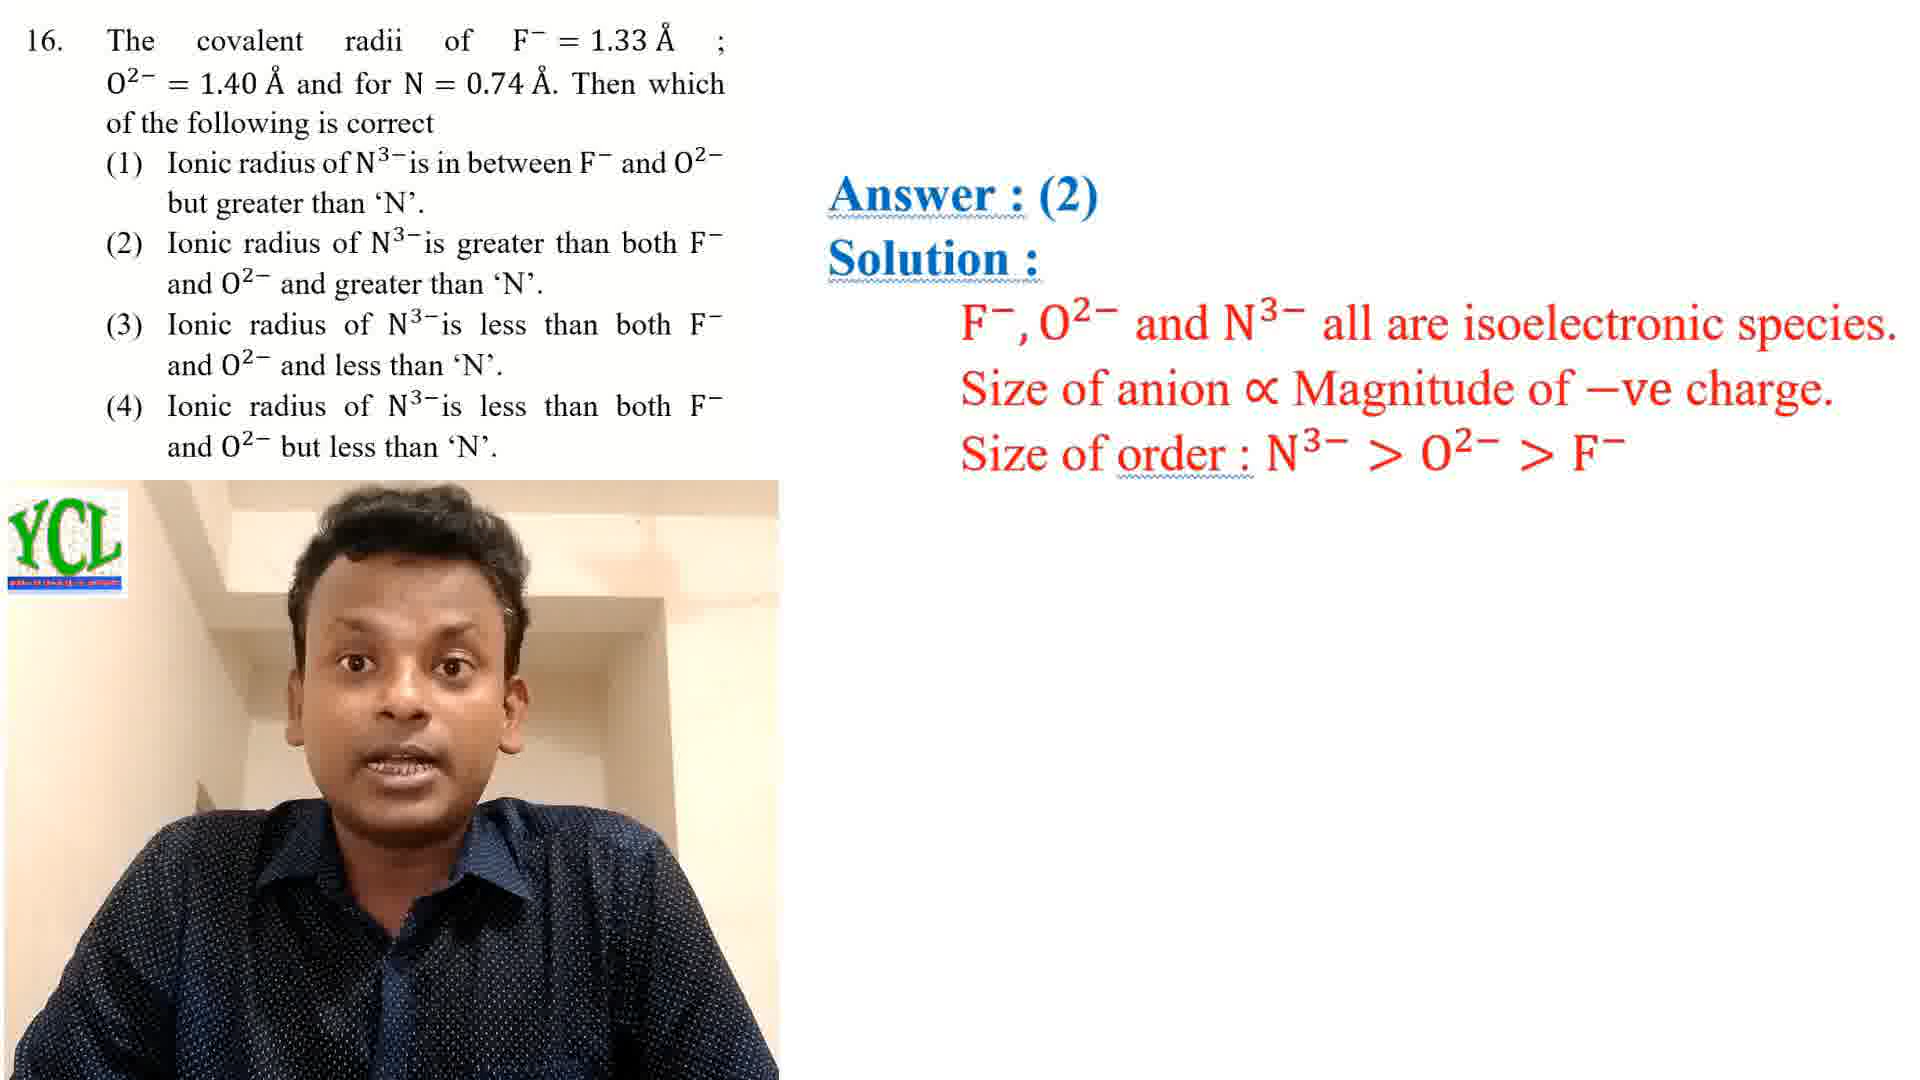 16. The covalent radii of F⁻ = 1.33 Å ;
O²⁻ = 1.40 Å and for N = 0.74 Å. Then which
of the following is correct
(1) Ionic radius of N³⁻is in between F⁻ and O²⁻
but greater than ‘N’.
(2) Ionic radius of N³⁻is greater than both F⁻
and O²⁻ and greater than ‘N’.
(3) Ionic radius of N³⁻is less than both F⁻
and O²⁻ and less than ‘N’.
(4) Ionic radius of N³⁻is less than both F⁻
and O²⁻ but less than ‘N’.
YCL
Answer : (2)
Solution :
F⁻, O²⁻ and N³⁻ all are isoelectronic species.
Size of anion ∝ Magnitude of −ve charge.
Size of order : N³⁻ > O²⁻ > F⁻